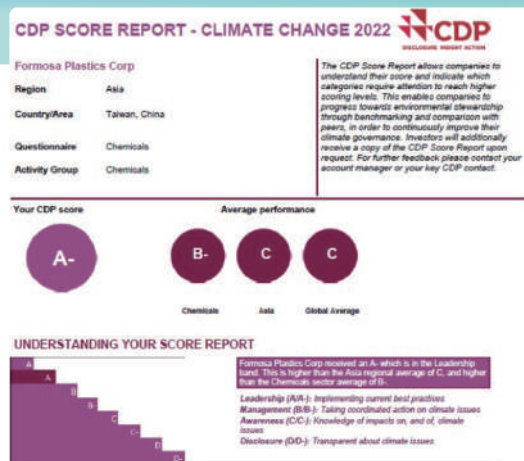 CDP SCORE REPORT - CLIMATE CHANGE 2022
CDP
DISCLOSURE INSIGHT ACTION
Formosa Plastics Corp
Region Asia
Country/Area Taiwan, China
Questionnaire Chemicals
Activity Group Chemicals
The CDP Score Report allows companies to
understand their score and indicate which
categories require attention to reach higher
scoring levels. This enables companies to
progress towards environmental stewardship
through benchmarking and comparison with
peers, in order to continuously improve their
climate governance. Investors will additionally
receive a copy of the CDP Score Report upon
request. For further feedback please contact your
account manager or your key CDP contact.
Your CDP score
Average performance
A-
B-
C
C
Chemicals
Asia
Global Average
UNDERSTANDING YOUR SCORE REPORT
A
A-
B
B-
C
C-
D
D-
Formosa Plastics Corp received an A- which is in the Leadership
band. This is higher than the Asia regional average of C, and higher
than the Chemicals sector average of B-.
Leadership (A/A-): Implementing current best practices
Management (B/B-): Taking coordinated action on climate issues
Awareness (C/C-): Knowledge of impacts on, and of, climate
issues
Disclosure (D/D-): Transparent about climate issues